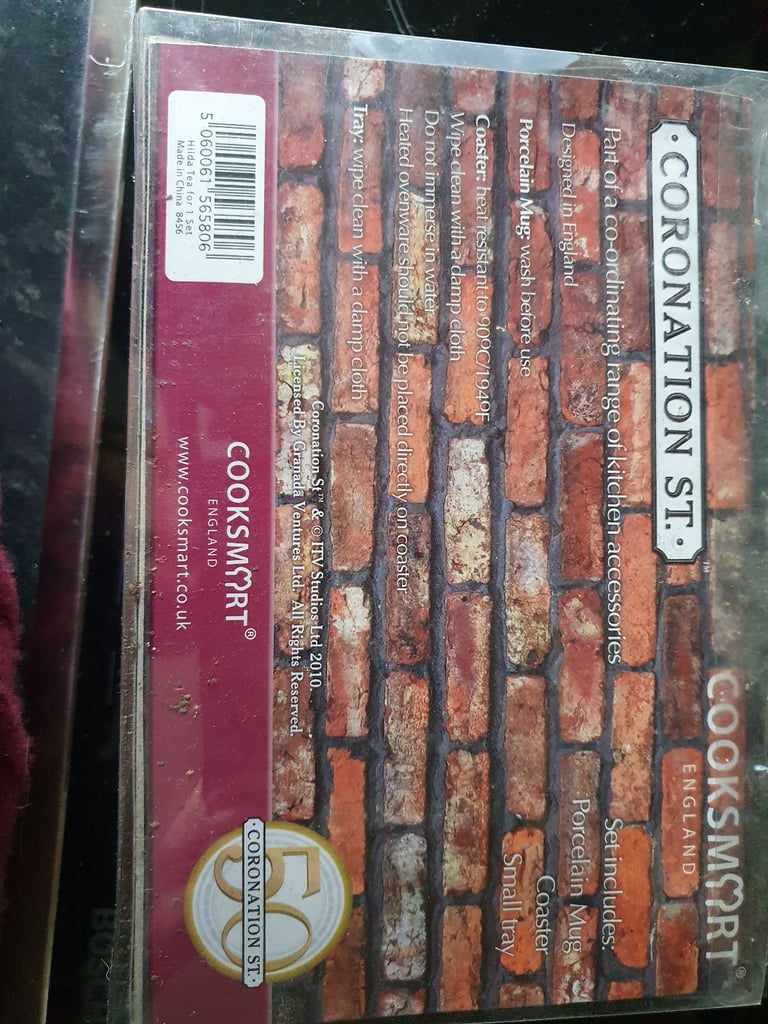 COOKSMART®
ENGLAND
CORONATION ST.™
Part of a co-ordinating range of kitchen accessories
Designed in England
Set includes:
Porcelain Mug
Coaster
Small tray
Porcelain Mug: wash before use
Coaster: heat resistant to 90ºC/194ºF
Wipe clean with a damp cloth
Do not immerse in water
Heated ovenware should not be placed directly on coaster
Tray: wipe clean with a damp cloth
Coronation St™ & © ITV Studios Ltd 2010.
Licensed By Granada Ventures Ltd. All Rights Reserved.
5 060061 565806
Hilda Tea for 1 Set
Made in China 8456
COOKSMART®
ENGLAND
www.cooksmart.co.uk
50
CORONATION ST.